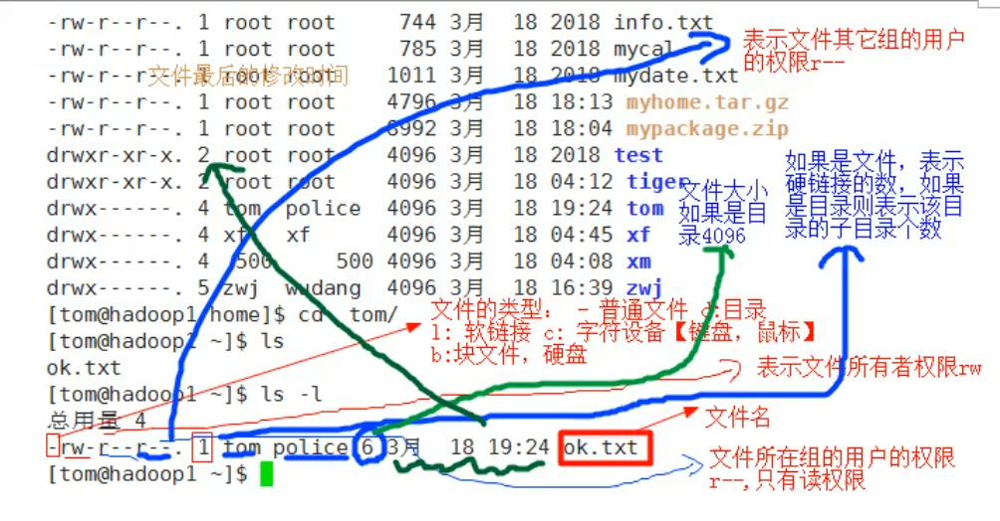 -rw-r--r--. 1 root root 744 3月 18 2018 info.txt
-rw-r--r--. 1 root root 785 3月 18 2018 mycal
-rw-r--r--. 1 root root 1011 3月 18 2018 mydate.txt
-rw-r--r--. 1 root root 4796 3月 18 18:13 myhome.tar.gz
-rw-r--r--. 1 root root 8992 3月 18 18:04 mypackage.zip
drwxr-xr-x. 2 root root 4096 3月 18 2018 test
drwxr-xr-x. 2 root root 4096 3月 18 04:12 tiger
drwx------. 4 tom police 4096 3月 18 19:24 tom
drwx------. 4 xf xf 4096 3月 18 04:45 xf
drwx------. 4 500 500 4096 3月 18 04:08 xm
drwx------. 5 zwj wudang 4096 3月 18 16:39 zwj
[tom@hadoop1 home]$ cd tom/
[tom@hadoop1 ~]$ ls
ok.txt
[tom@hadoop1 ~]$ ls -l
总用量 4
-rw-r--r--. 1 tom police 6 3月 18 19:24 ok.txt
[tom@hadoop1 ~]$
文件最后的修改时间
表示文件其它组的用户
的权限r--
文件大小
如果是目
录4096
如果是文件，表示
硬链接的数，如果
是目录则表示该目
录的子目录个数
文件的类型： - 普通文件 d:目录
l: 软链接 c: 字符设备【键盘，鼠标】
b:块文件，硬盘
表示文件所有者权限rw
文件名
文件所在组的用户的权限
r--,只有读权限